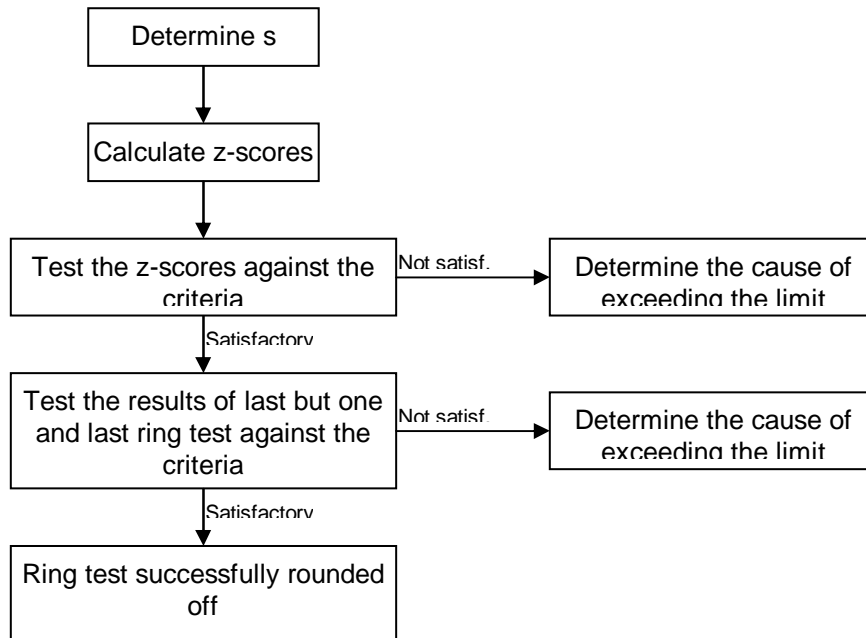 Determine s
Calculate z-scores
Test the z-scores against the
criteria
Not satisf.
Determine the cause of
exceeding the limit
Satisfactory
Test the results of last but one
and last ring test against the
criteria
Not satisf.
Determine the cause of
exceeding the limit
Satisfactory
Ring test successfully rounded
off